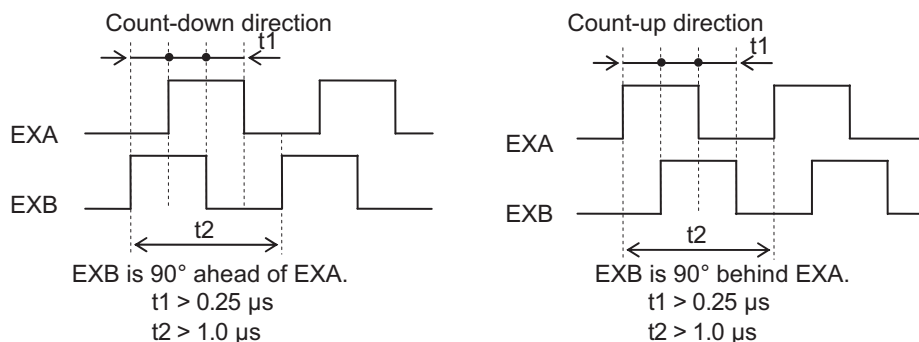 Count-down direction
t1
EXA
EXB
t2
EXB is 90° ahead of EXA.
t1 > 0.25 μs
t2 > 1.0 μs
Count-up direction
t1
EXA
EXB
t2
EXB is 90° behind EXA.
t1 > 0.25 μs
t2 > 1.0 μs